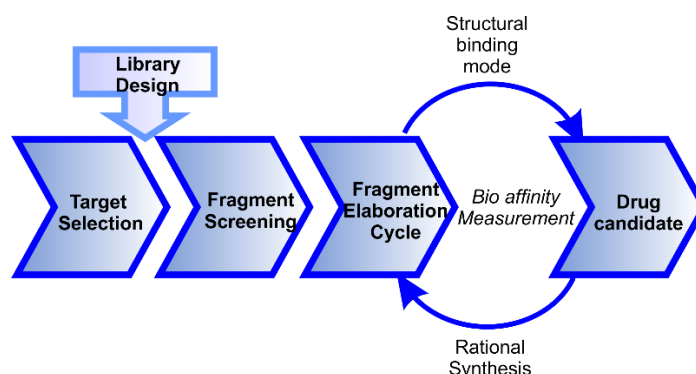 Library
Design
Target
Selection
Fragment
Screening
Fragment
Elaboration
Cycle
Structural
binding
mode
Bio affinity
Measurement
Rational
Synthesis
Drug
candidate